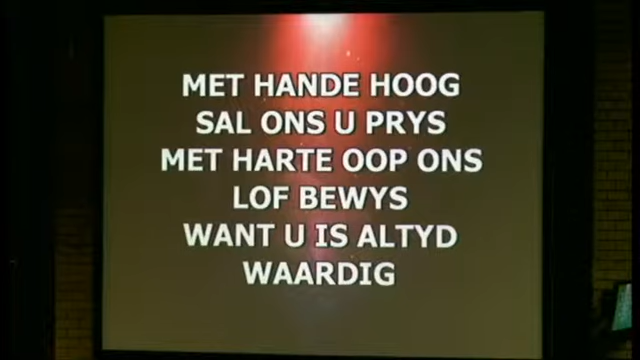 MET HANDE HOOG
SAL ONS U PRYS
MET HARTE OOP ONS
LOF BEWYS
WANT U IS ALTYD
WAARDIG